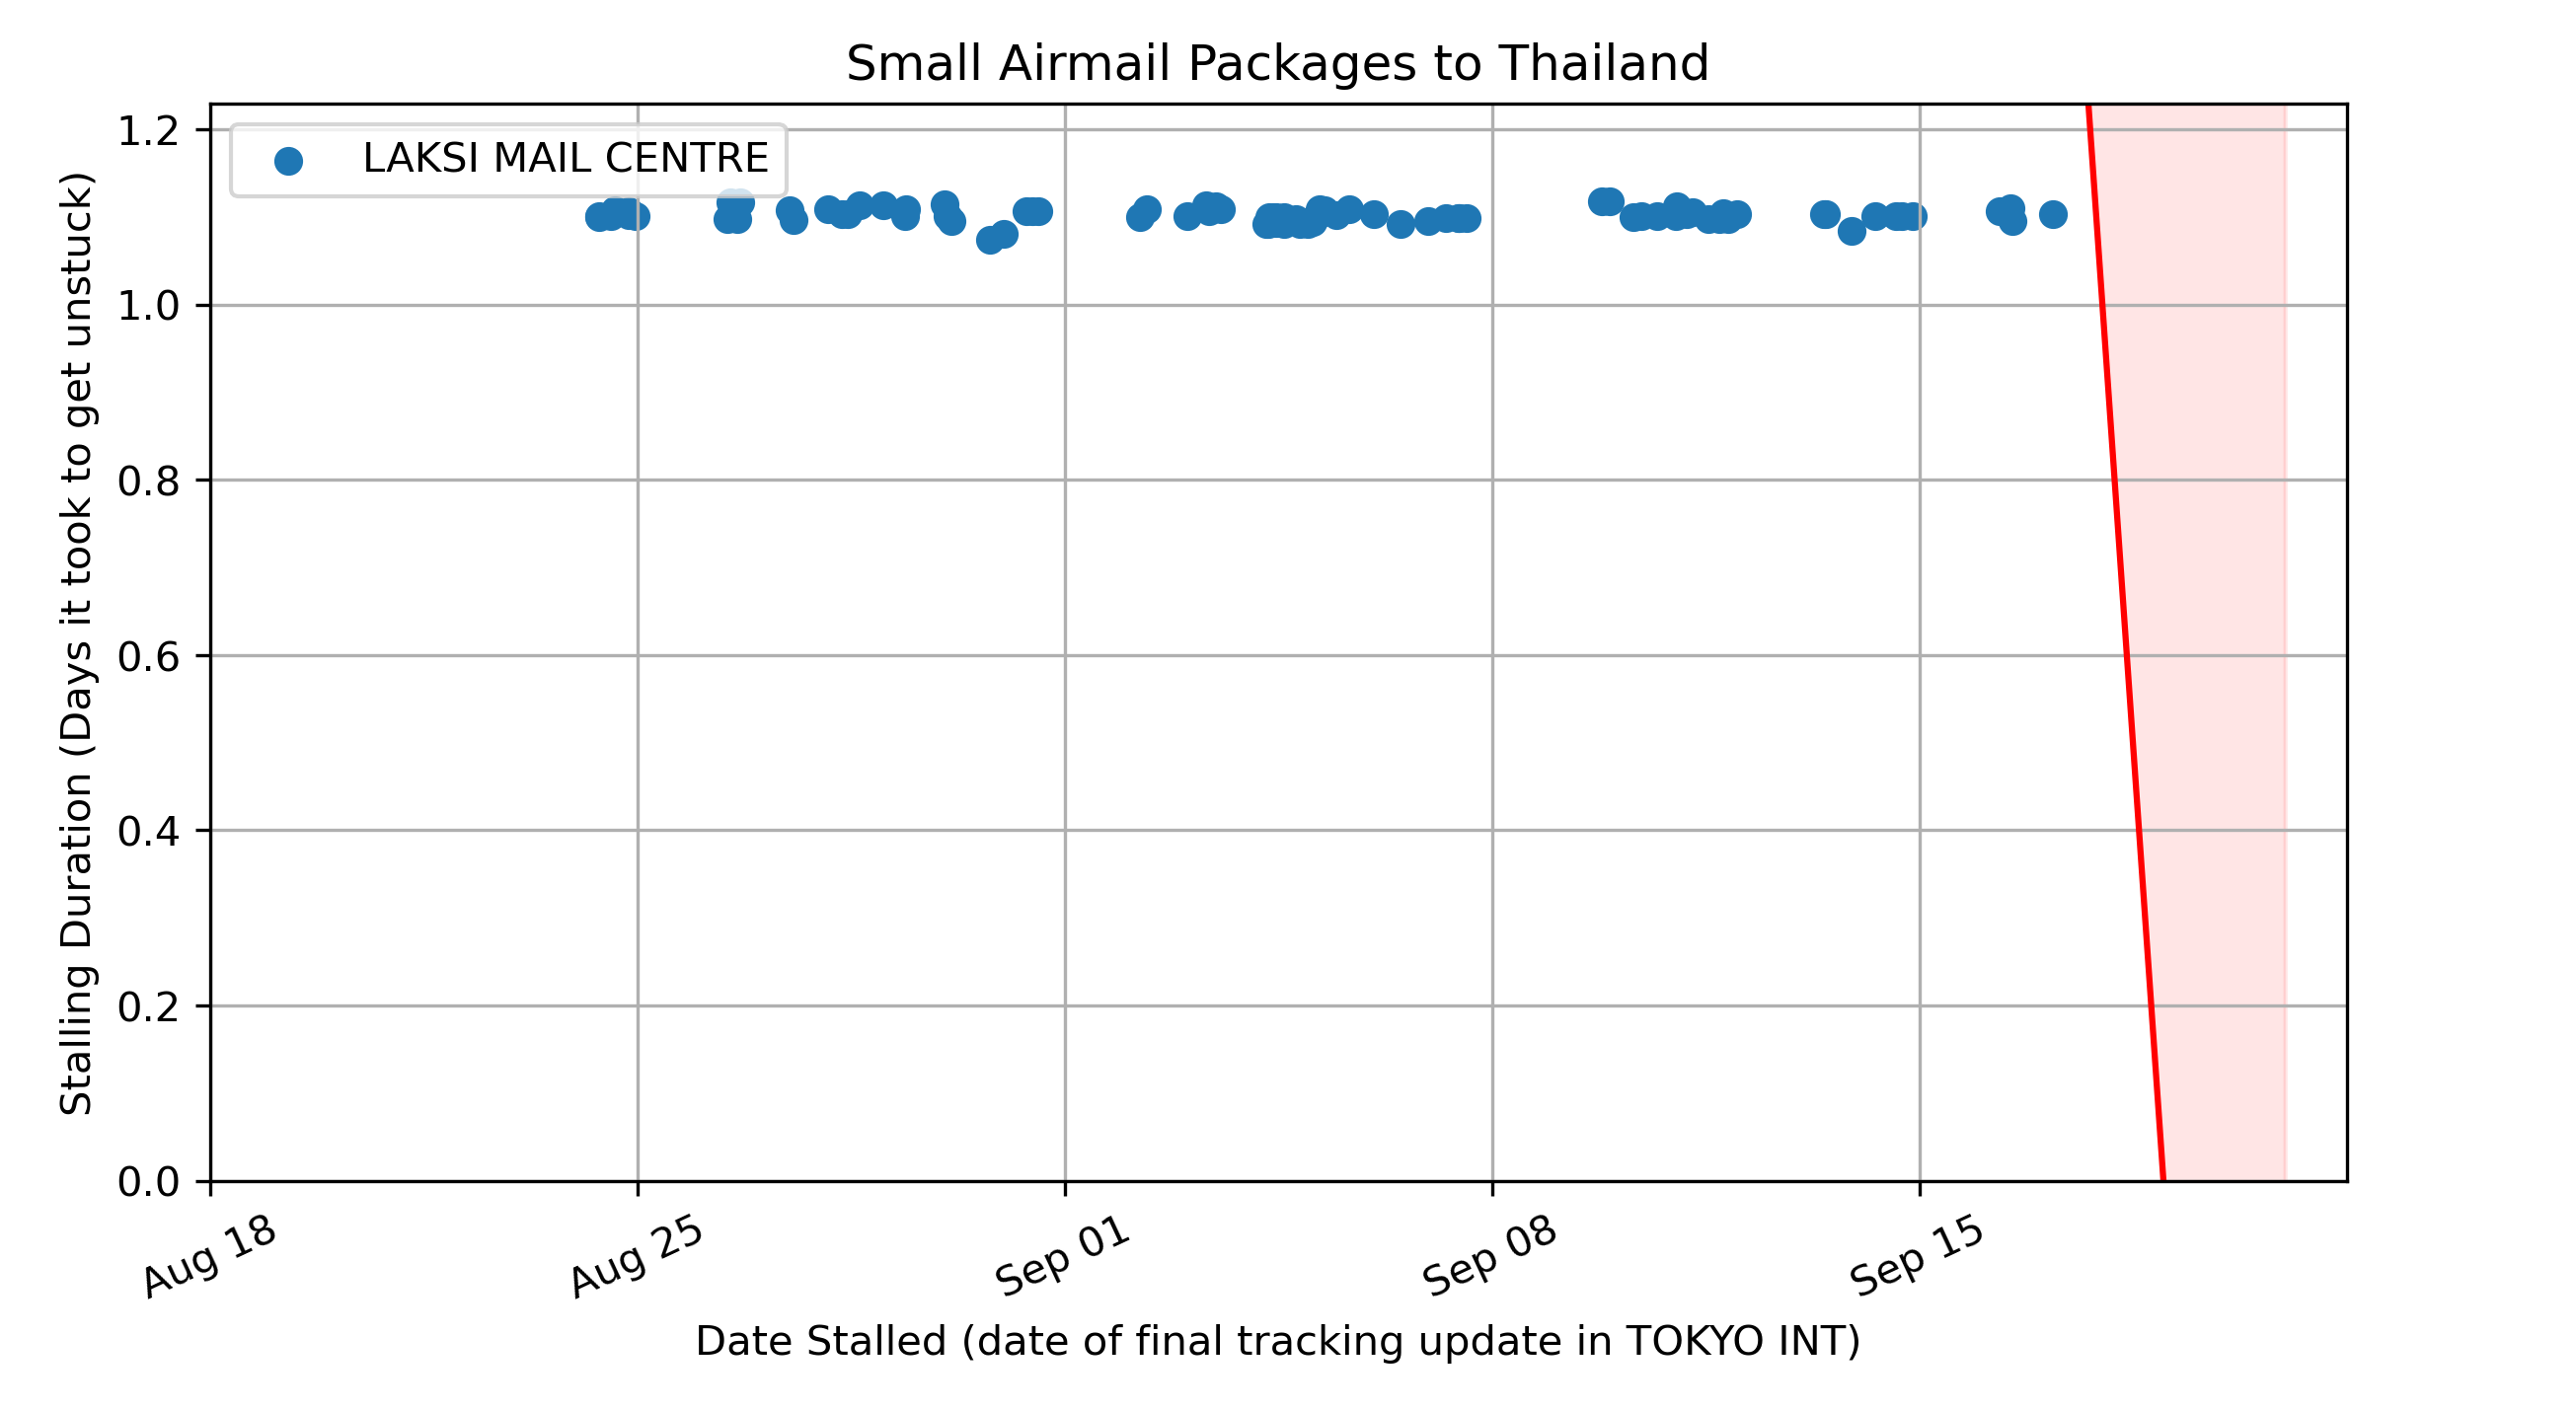 Small Airmail Packages to Thailand
LAKSI MAIL CENTRE
Stalling Duration (Days it took to get unstuck)
1.2
1.0
0.8
0.6
0.4
0.2
0.0
Aug 18
Aug 25
Sep 01
Sep 08
Sep 15
Date Stalled (date of final tracking update in TOKYO INT)